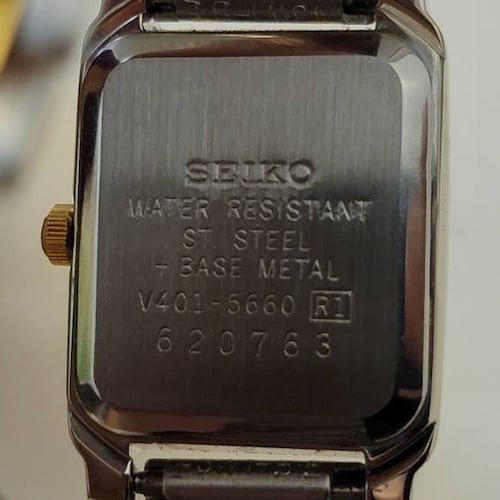 SEIKO
WATER RESISTANT
ST. STEEL
+ BASE METAL
V401-5660 R1
620763